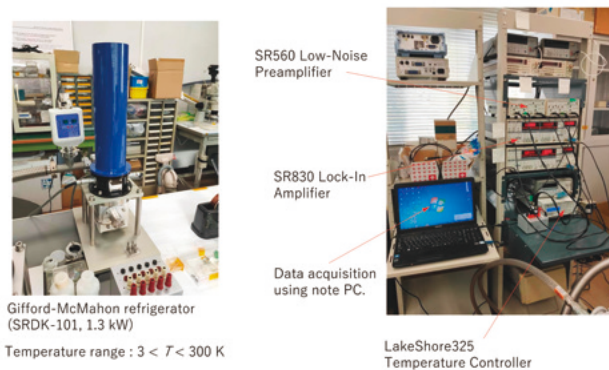 SR560 Low-Noise
Preamplifier
SR830 Lock-In
Amplifier
Data acquisition
using note PC.
Gifford-McMahon refrigerator
(SRDK-101, 1.3 kW)
Temperature range : 3 < T < 300 K
LakeShore325
Temperature Controller